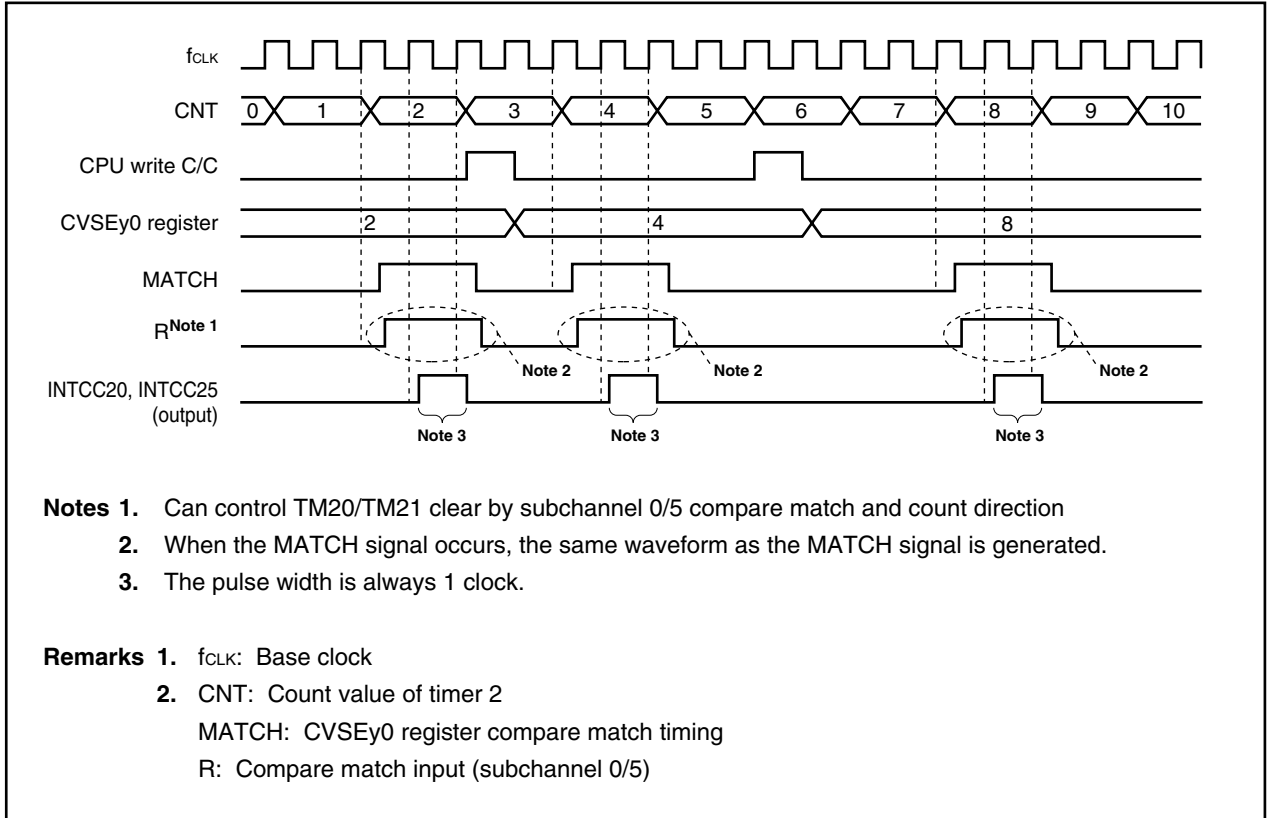 fCLK
CNT 0 1 2 3 4 5 6 7 8 9 10
CPU write C/C
CVSEy0 register 2 4 8
MATCH
RNote 1
Note 2 Note 2 Note 2
INTCC20, INTCC25
(output)
Note 3 Note 3 Note 3
Notes 1. Can control TM20/TM21 clear by subchannel 0/5 compare match and count direction
2. When the MATCH signal occurs, the same waveform as the MATCH signal is generated.
3. The pulse width is always 1 clock.
Remarks 1. fCLK: Base clock
2. CNT: Count value of timer 2
MATCH: CVSEy0 register compare match timing
R: Compare match input (subchannel 0/5)